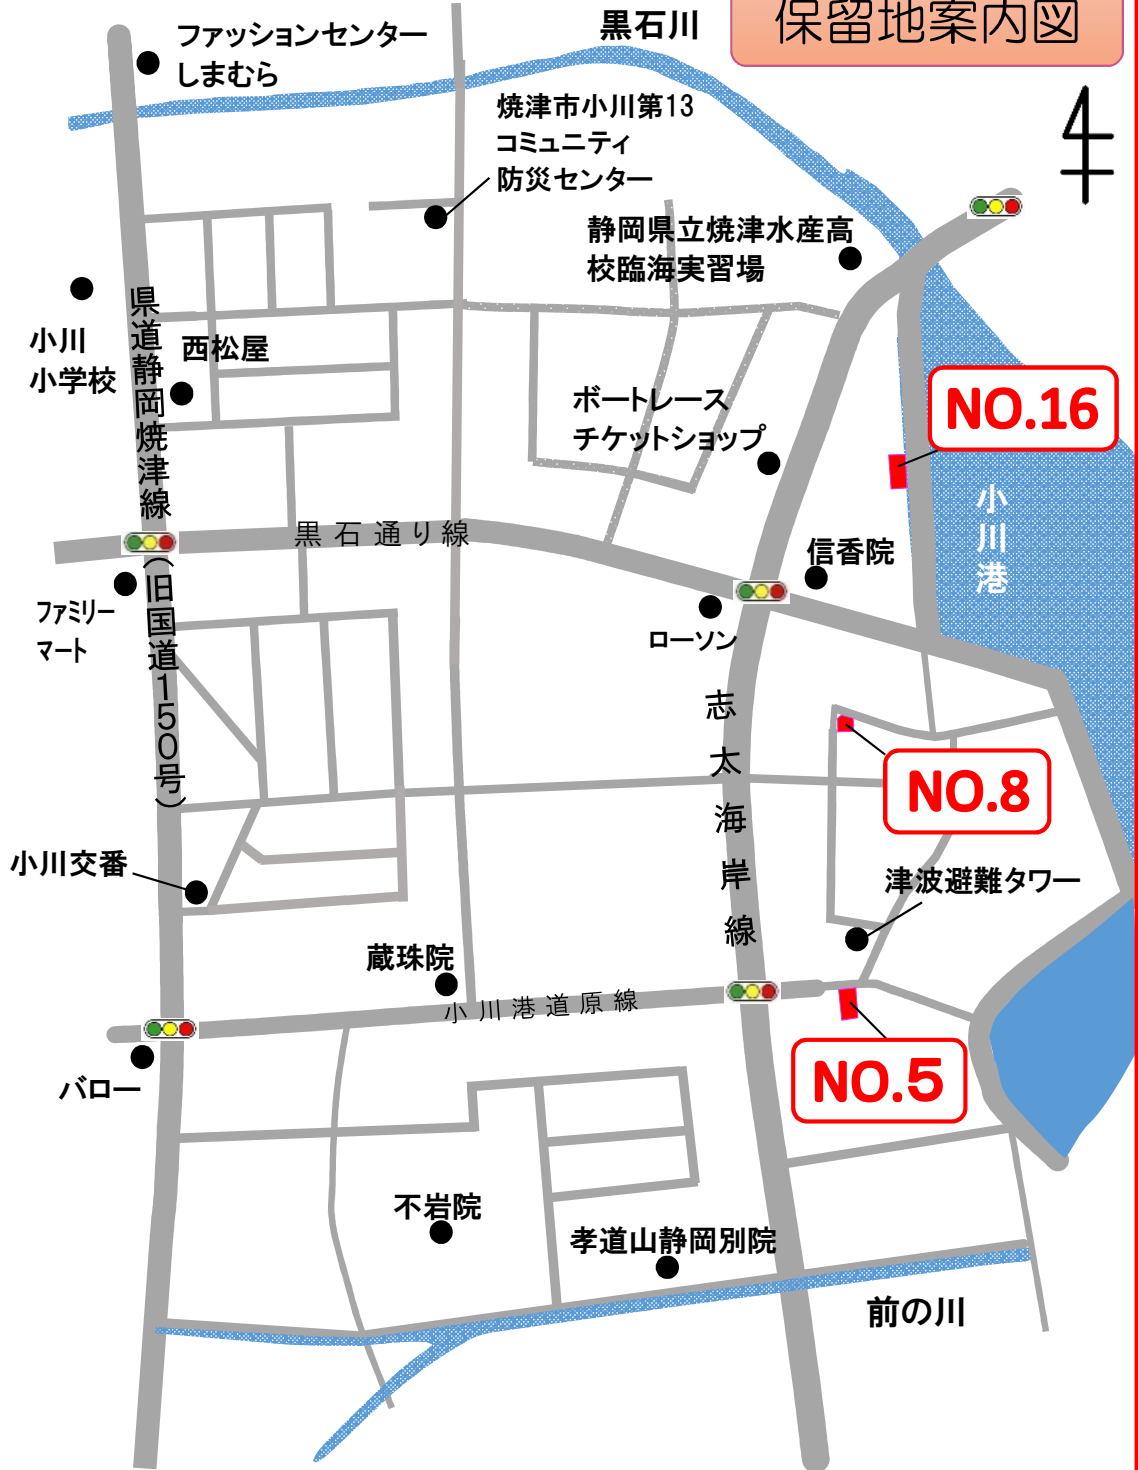 保留地案内図
黒石川
ファッションセンター
しまむら
焼津市小川第13
コミュニティ
防災センター
静岡県立焼津水産高
校臨海実習場
小川
小学校
西松屋
県道静岡焼津線(旧国道150号)
ボートレース
チケットショップ
NO.16
小川港
黒石通り線
信香院
ファミリー
マート
ローソン
志太海岸線
NO.8
小川交番
津波避難タワー
蔵珠院
小川港道原線
バロー
NO.5
不岩院
孝道山静岡別院
前の川